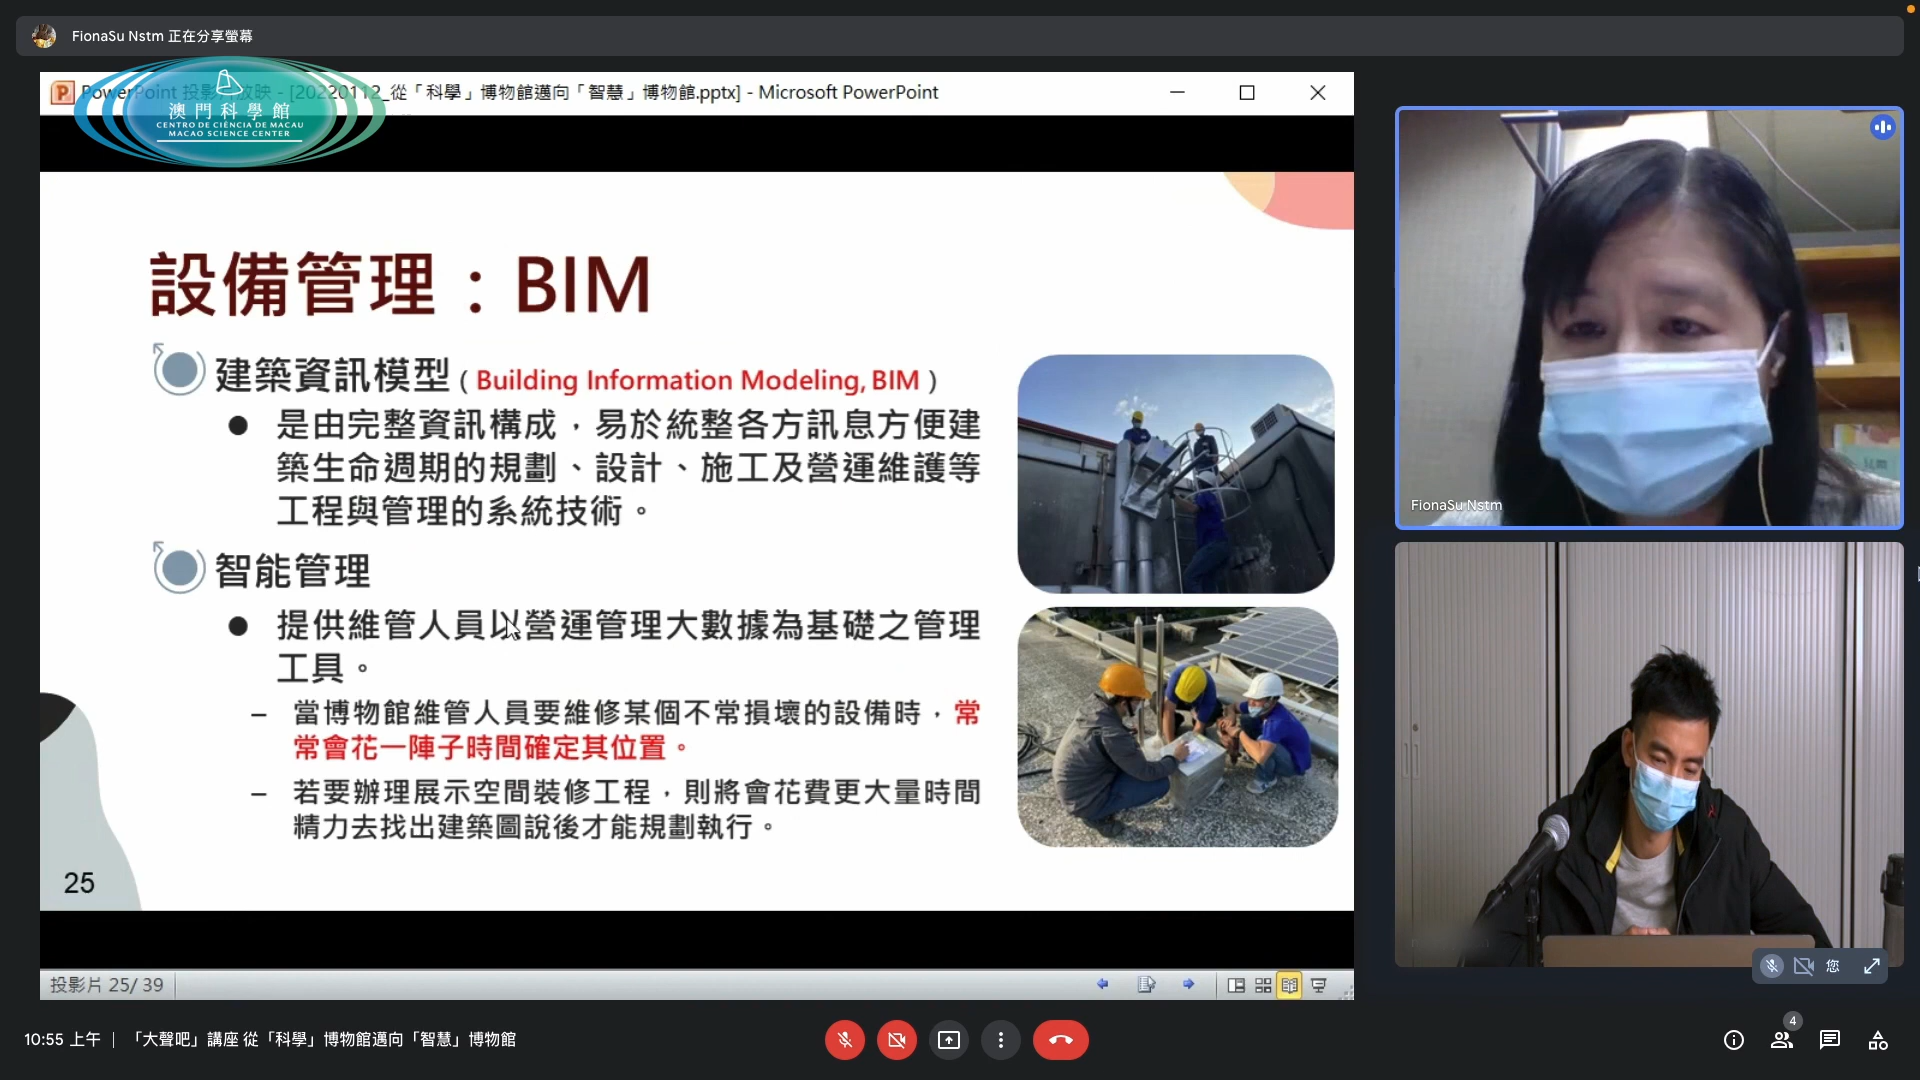 FionaSu Nstm 正在分享螢幕
PowerPoint 投影片放映 - [20220112_從「科學」博物館邁向「智慧」博物館.pptx] - Microsoft PowerPoint
澳門科學館
CENTRO DE CIÊNCIA DE MACAU
MACAO SCIENCE CENTER
設備管理：BIM
建築資訊模型（Building Information Modeling, BIM）
是由完整資訊構成，易於統整各方訊息方便建
築生命週期的規劃、設計、施工及營運維護等
工程與管理的系統技術。
智能管理
提供維管人員以營運管理大數據為基礎之管理
工具。
– 當博物館維管人員要維修某個不常損壞的設備時，常
常會花一陣子時間確定其位置。
– 若要辦理展示空間裝修工程，則將會花費更大量時間
精力去找出建築圖說後才能規劃執行。
25
投影片 25/ 39
FionaSu Nstm
您
10:55 上午 | 「大聲吧」講座 從「科學」博物館邁向「智慧」博物館
4